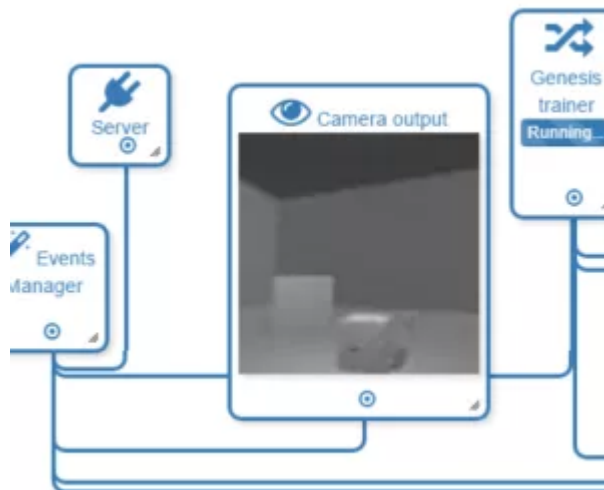 Genesis
trainer
Running...
Server
Camera output
Events
Manager